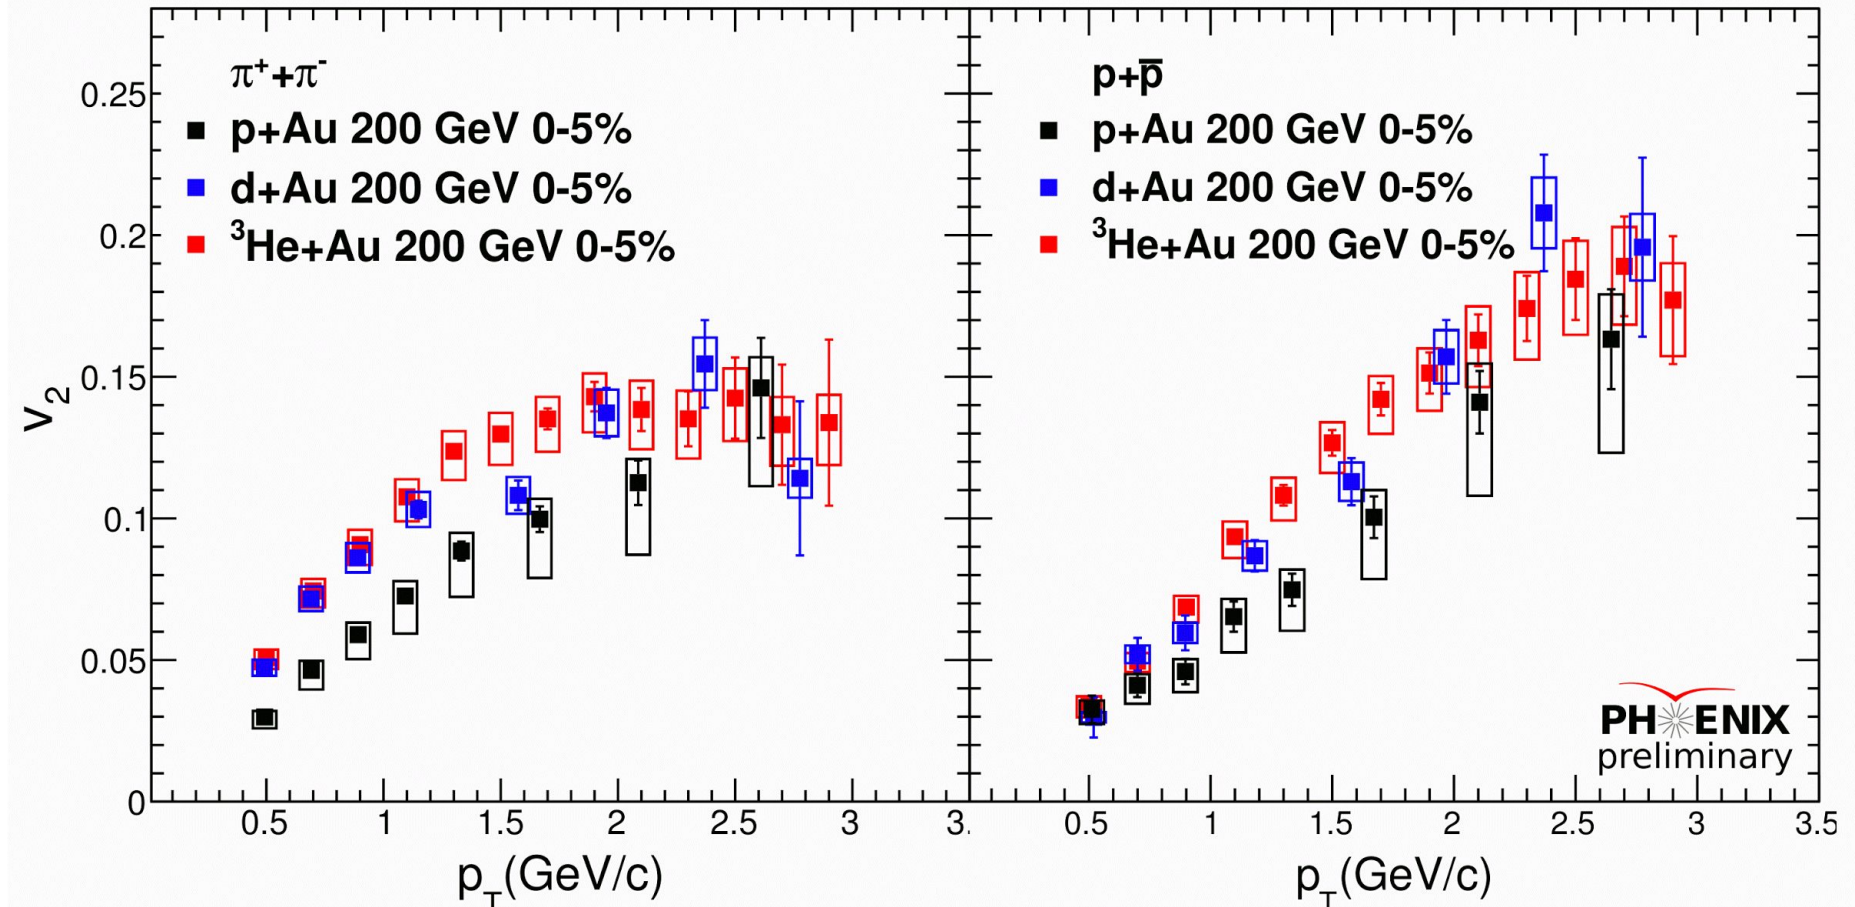 π⁺+π⁻
p+Au 200 GeV 0-5%
d+Au 200 GeV 0-5%
³He+Au 200 GeV 0-5%
p+p̅
p+Au 200 GeV 0-5%
d+Au 200 GeV 0-5%
³He+Au 200 GeV 0-5%
0.25
0.2
0.15
0.1
0.05
0
v₂
PHENIX
preliminary
0.5 1 1.5 2 2.5 3 3.
0.5 1 1.5 2 2.5 3 3.5
p_T(GeV/c)
p_T(GeV/c)